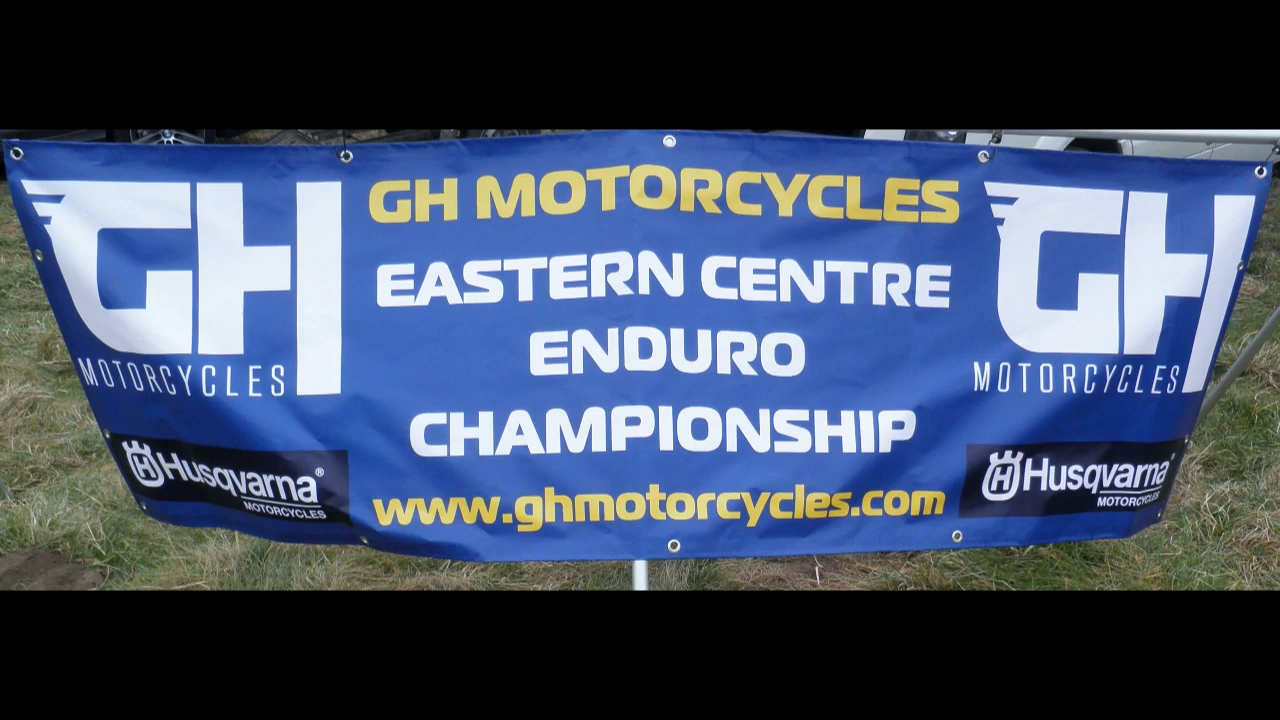 GH
MOTORCYCLES
Husqvarna®
MOTORCYCLES
GH MOTORCYCLES
EASTERN CENTRE
ENDURO
CHAMPIONSHIP
www.ghmotorcycles.com
GH
MOTORCYCLES
Husqvarna®
MOTORCYCLES